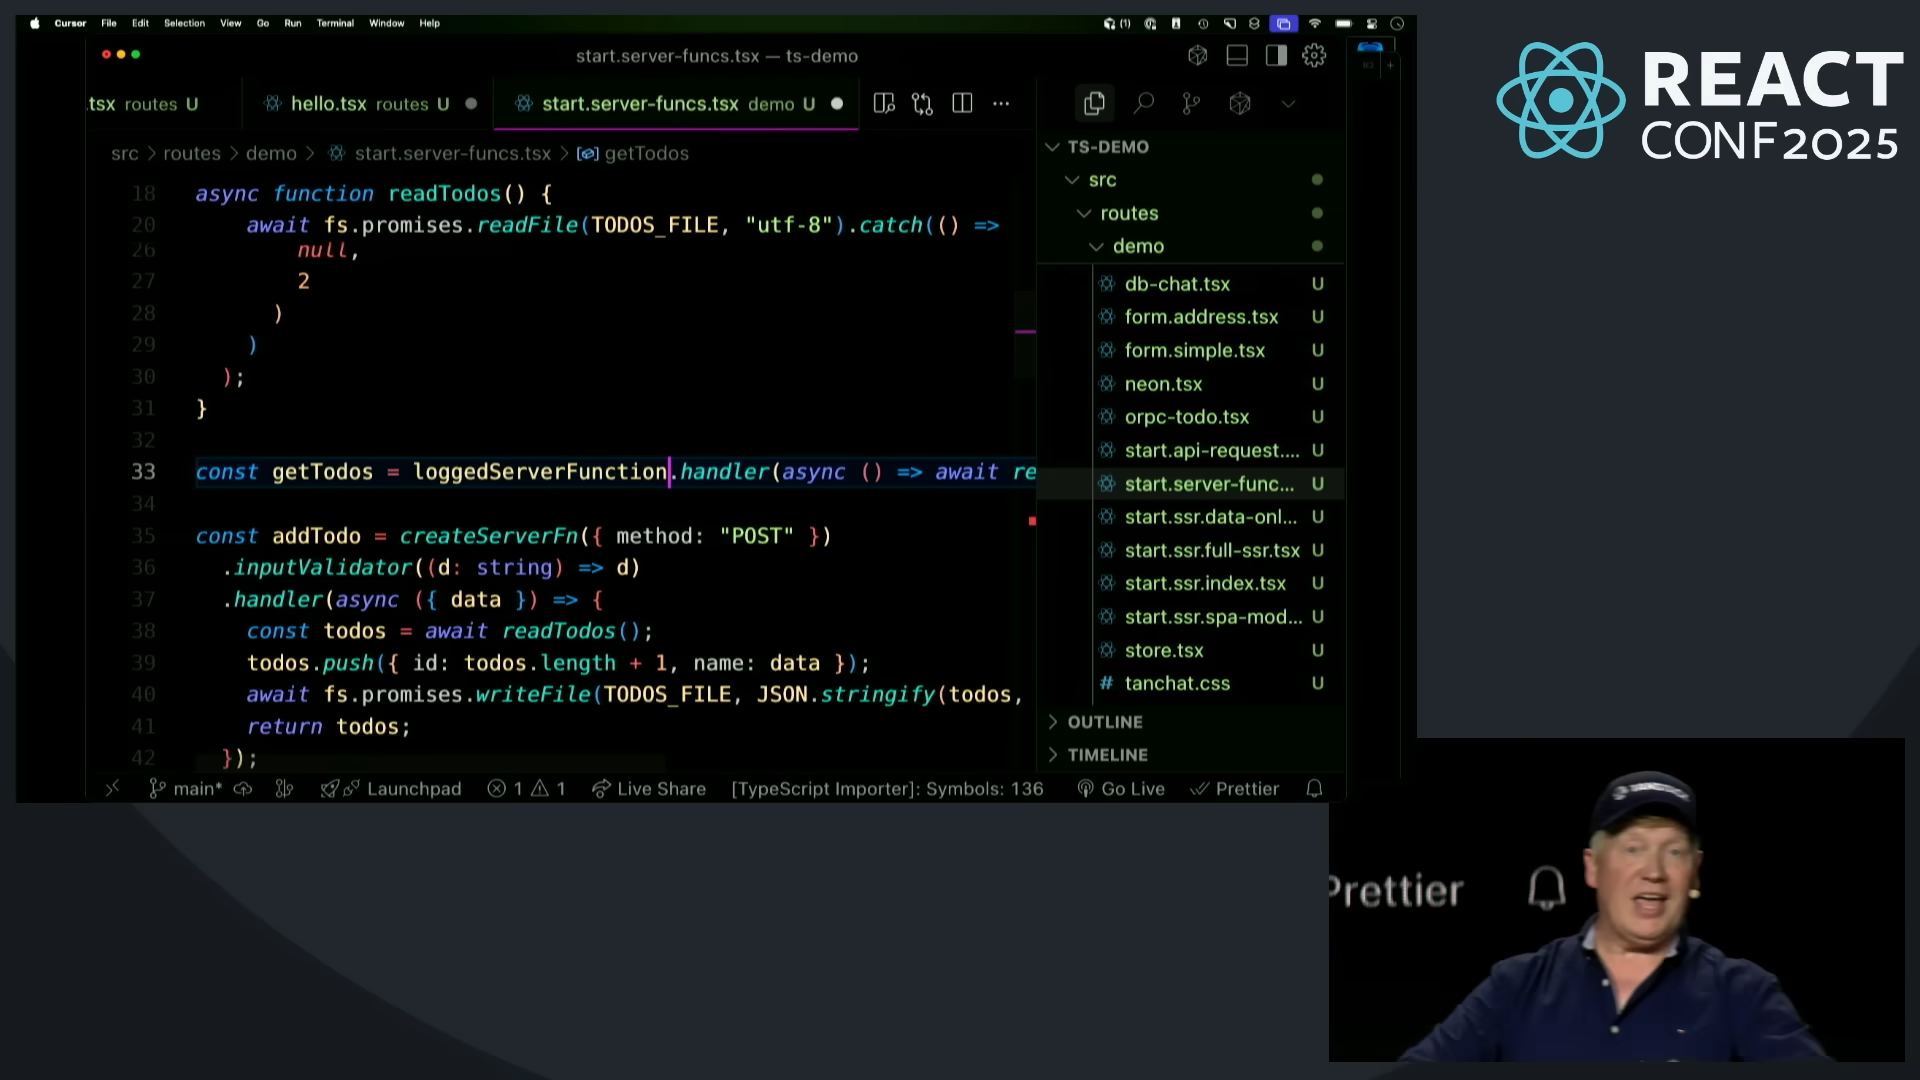 Cursor File Edit Selection View Go Run Terminal Window Help
(1)
start.server-funcs.tsx — ts-demo
.tsx routes U
hello.tsx routes U
start.server-funcs.tsx demo U
src > routes > demo > start.server-funcs.tsx > getTodos
18 async function readTodos() {
20 await fs.promises.readFile(TODOS_FILE, "utf-8").catch(() =>
26 null,
27 2
28 )
29 )
30 );
31 }
32
33 const getTodos = loggedServerFunction.handler(async () => await re
34
35 const addTodo = createServerFn({ method: "POST" })
36 .inputValidator((d: string) => d)
37 .handler(async ({ data }) => {
38 const todos = await readTodos();
39 todos.push({ id: todos.length + 1, name: data });
40 await fs.promises.writeFile(TODOS_FILE, JSON.stringify(todos,
41 return todos;
42 });
TS-DEMO
src
routes
demo
db-chat.tsx U
form.address.tsx U
form.simple.tsx U
neon.tsx U
orpc-todo.tsx U
start.api-request.... U
start.server-func... U
start.ssr.data-onl... U
start.ssr.full-ssr.tsx U
start.ssr.index.tsx U
start.ssr.spa-mod... U
store.tsx U
# tanchat.css U
OUTLINE
TIMELINE
main* Launchpad 1 1 Live Share [TypeScript Importer]: Symbols: 136 Go Live Prettier
REACT
CONF2025
Prettier